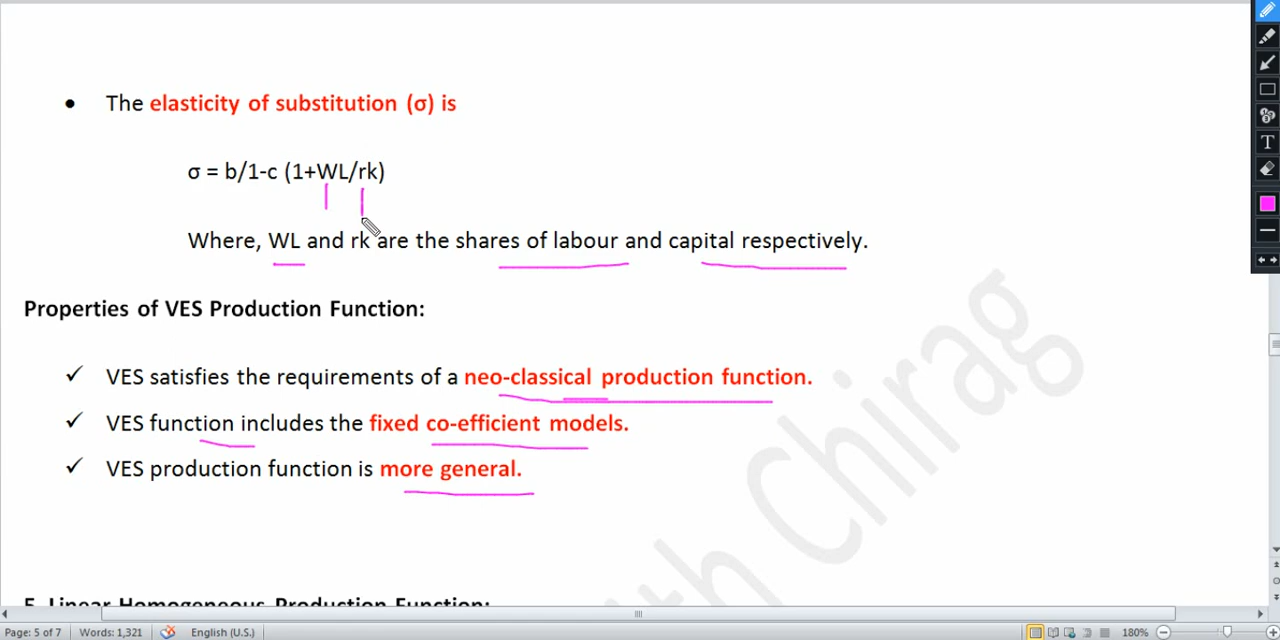 • The elasticity of substitution (σ) is
σ = b/1-c (1+WL/rk)
Where, WL and rk are the shares of labour and capital respectively.
Properties of VES Production Function:
✓ VES satisfies the requirements of a neo-classical production function.
✓ VES function includes the fixed co-efficient models.
✓ VES production function is more general.
th Chirag
5. Linear Homogeneous Production Function:
Page: 5 of 7 Words: 1,321 English (U.S.) 180%